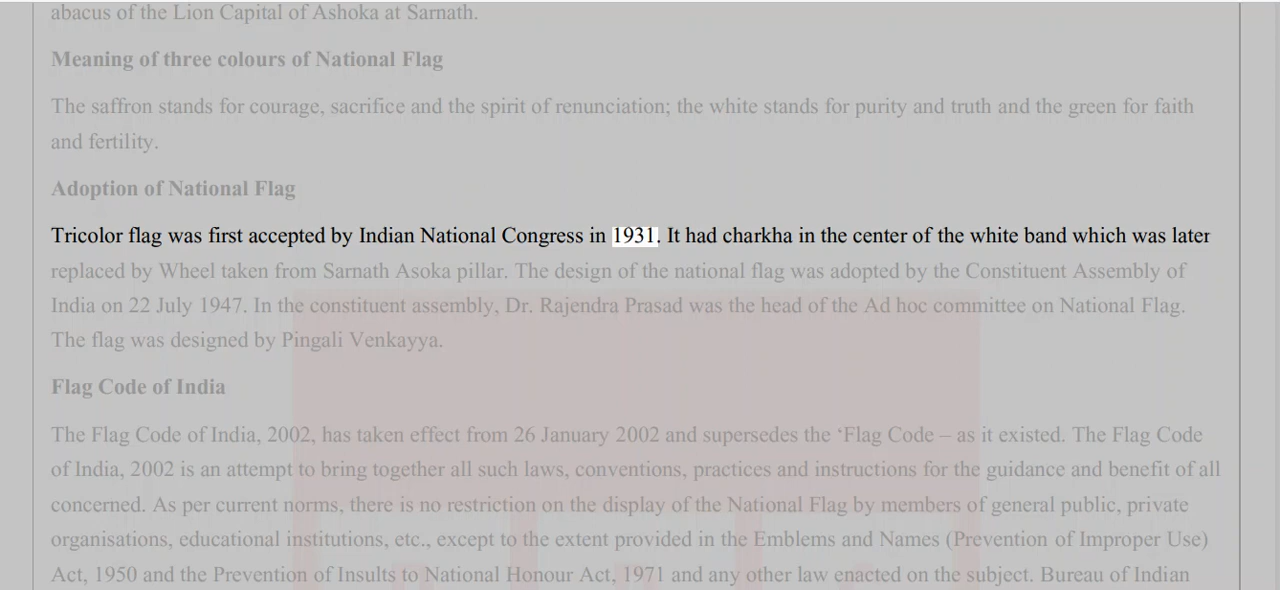 abacus of the Lion Capital of Ashoka at Sarnath.
Meaning of three colours of National Flag
The saffron stands for courage, sacrifice and the spirit of renunciation; the white stands for purity and truth and the green for faith
and fertility.
Adoption of National Flag
Tricolor flag was first accepted by Indian National Congress in 1931. It had charkha in the center of the white band which was later
replaced by Wheel taken from Sarnath Asoka pillar. The design of the national flag was adopted by the Constituent Assembly of
India on 22 July 1947. In the constituent assembly, Dr. Rajendra Prasad was the head of the Ad hoc committee on National Flag.
The flag was designed by Pingali Venkayya.
Flag Code of India
The Flag Code of India, 2002, has taken effect from 26 January 2002 and supersedes the ‘Flag Code – as it existed. The Flag Code
of India, 2002 is an attempt to bring together all such laws, conventions, practices and instructions for the guidance and benefit of all
concerned. As per current norms, there is no restriction on the display of the National Flag by members of general public, private
organisations, educational institutions, etc., except to the extent provided in the Emblems and Names (Prevention of Improper Use)
Act, 1950 and the Prevention of Insults to National Honour Act, 1971 and any other law enacted on the subject. Bureau of Indian